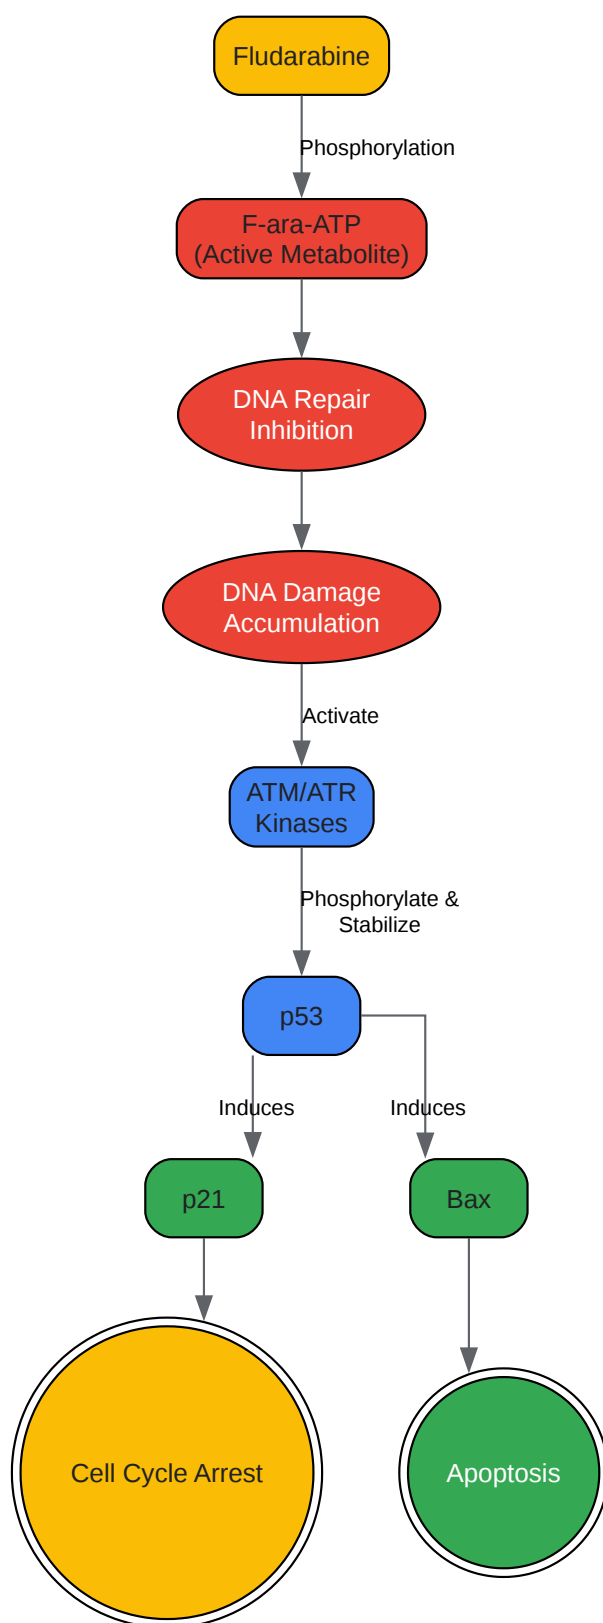 Fludarabine
Phosphorylation
F-ara-ATP
(Active Metabolite)
DNA Repair
Inhibition
DNA Damage
Accumulation
Activate
ATM/ATR
Kinases
Phosphorylate &
Stabilize
p53
Induces
Induces
p21
Bax
Cell Cycle Arrest
Apoptosis